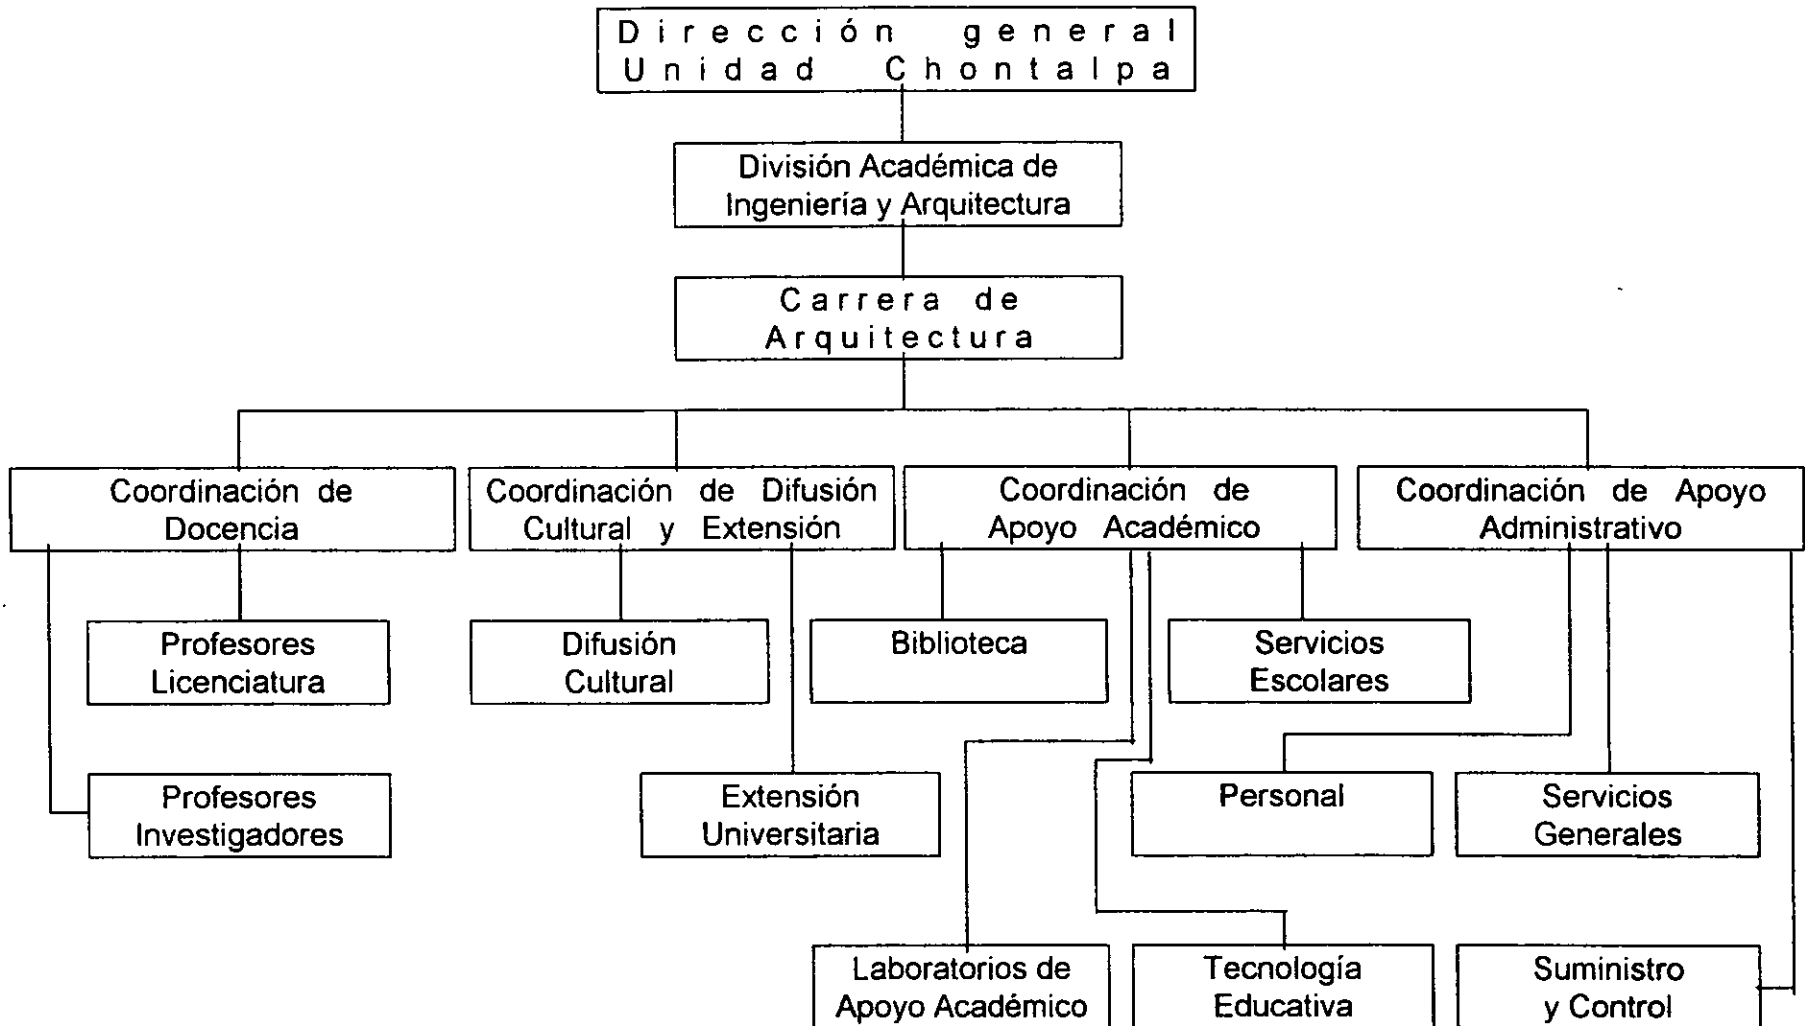 Dirección general
Unidad Chontalpa
División Académica de
Ingeniería y Arquitectura
Carrera de
Arquitectura
Coordinación de
Docencia
Coordinación de Difusión
Cultural y Extensión
Coordinación de
Apoyo Académico
Coordinación de Apoyo
Administrativo
Profesores
Licenciatura
Difusión
Cultural
Biblioteca
Servicios
Escolares
Profesores
Investigadores
Extensión
Universitaria
Personal
Servicios
Generales
Laboratorios de
Apoyo Académico
Tecnología
Educativa
Suministro
y Control